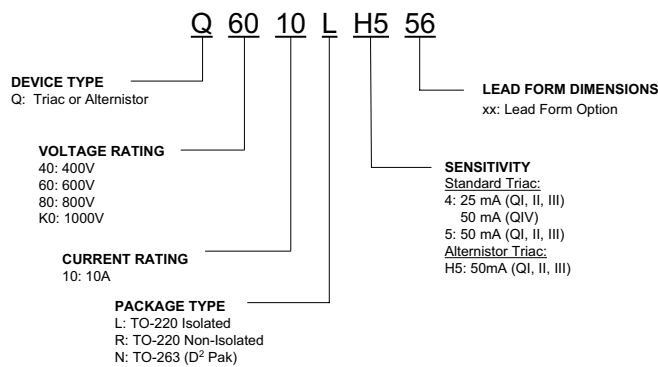 Q 60 10 L H5 56
DEVICE TYPE
Q: Triac or Alternistor
VOLTAGE RATING
40: 400V
60: 600V
80: 800V
K0: 1000V
CURRENT RATING
10: 10A
PACKAGE TYPE
L: TO-220 Isolated
R: TO-220 Non-Isolated
N: TO-263 (D² Pak)
LEAD FORM DIMENSIONS
xx: Lead Form Option
SENSITIVITY
Standard Triac:
4: 25 mA (QI, II, III)
50 mA (QIV)
5: 50 mA (QI, II, III)
Alternistor Triac:
H5: 50mA (QI, II, III)